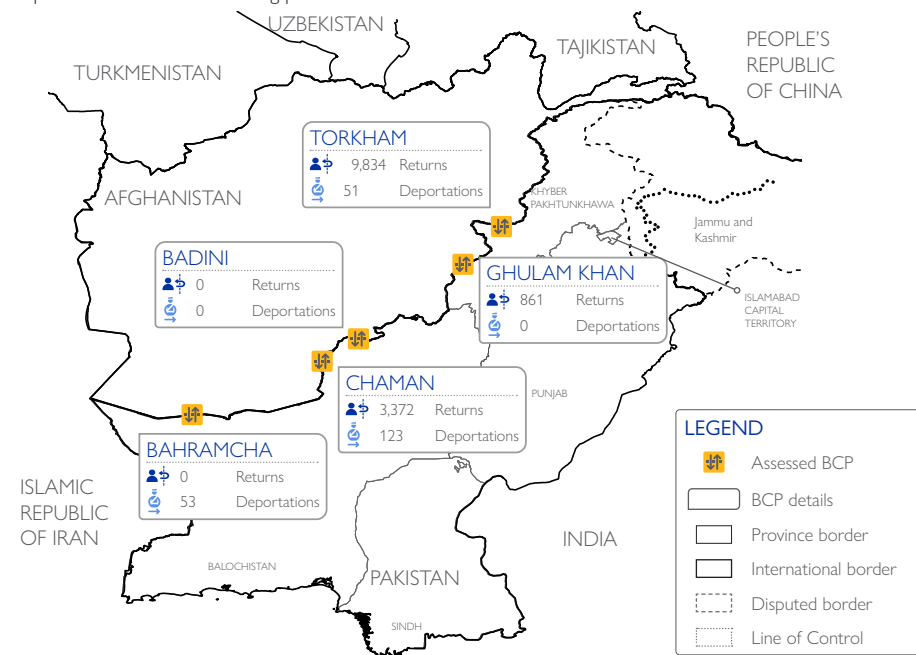 UZBEKISTAN
TAJIKISTAN
PEOPLE'S
REPUBLIC
OF CHINA
TURKMENISTAN
TORKHAM
9,834 Returns
51 Deportations
AFGHANISTAN
KHYBER
PAKHTUNKHAWA
Jammu and
Kashmir
BADINI
0 Returns
0 Deportations
GHULAM KHAN
861 Returns
0 Deportations
ISLAMABAD
CAPITAL
TERRITORY
CHAMAN
3,372 Returns
123 Deportations
PUNJAB
BAHRAMCHA
0 Returns
53 Deportations
ISLAMIC
REPUBLIC
OF IRAN
INDIA
BALOCHISTAN
PAKISTAN
SINDH
LEGEND
Assessed BCP
BCP details
Province border
International border
Disputed border
Line of Control